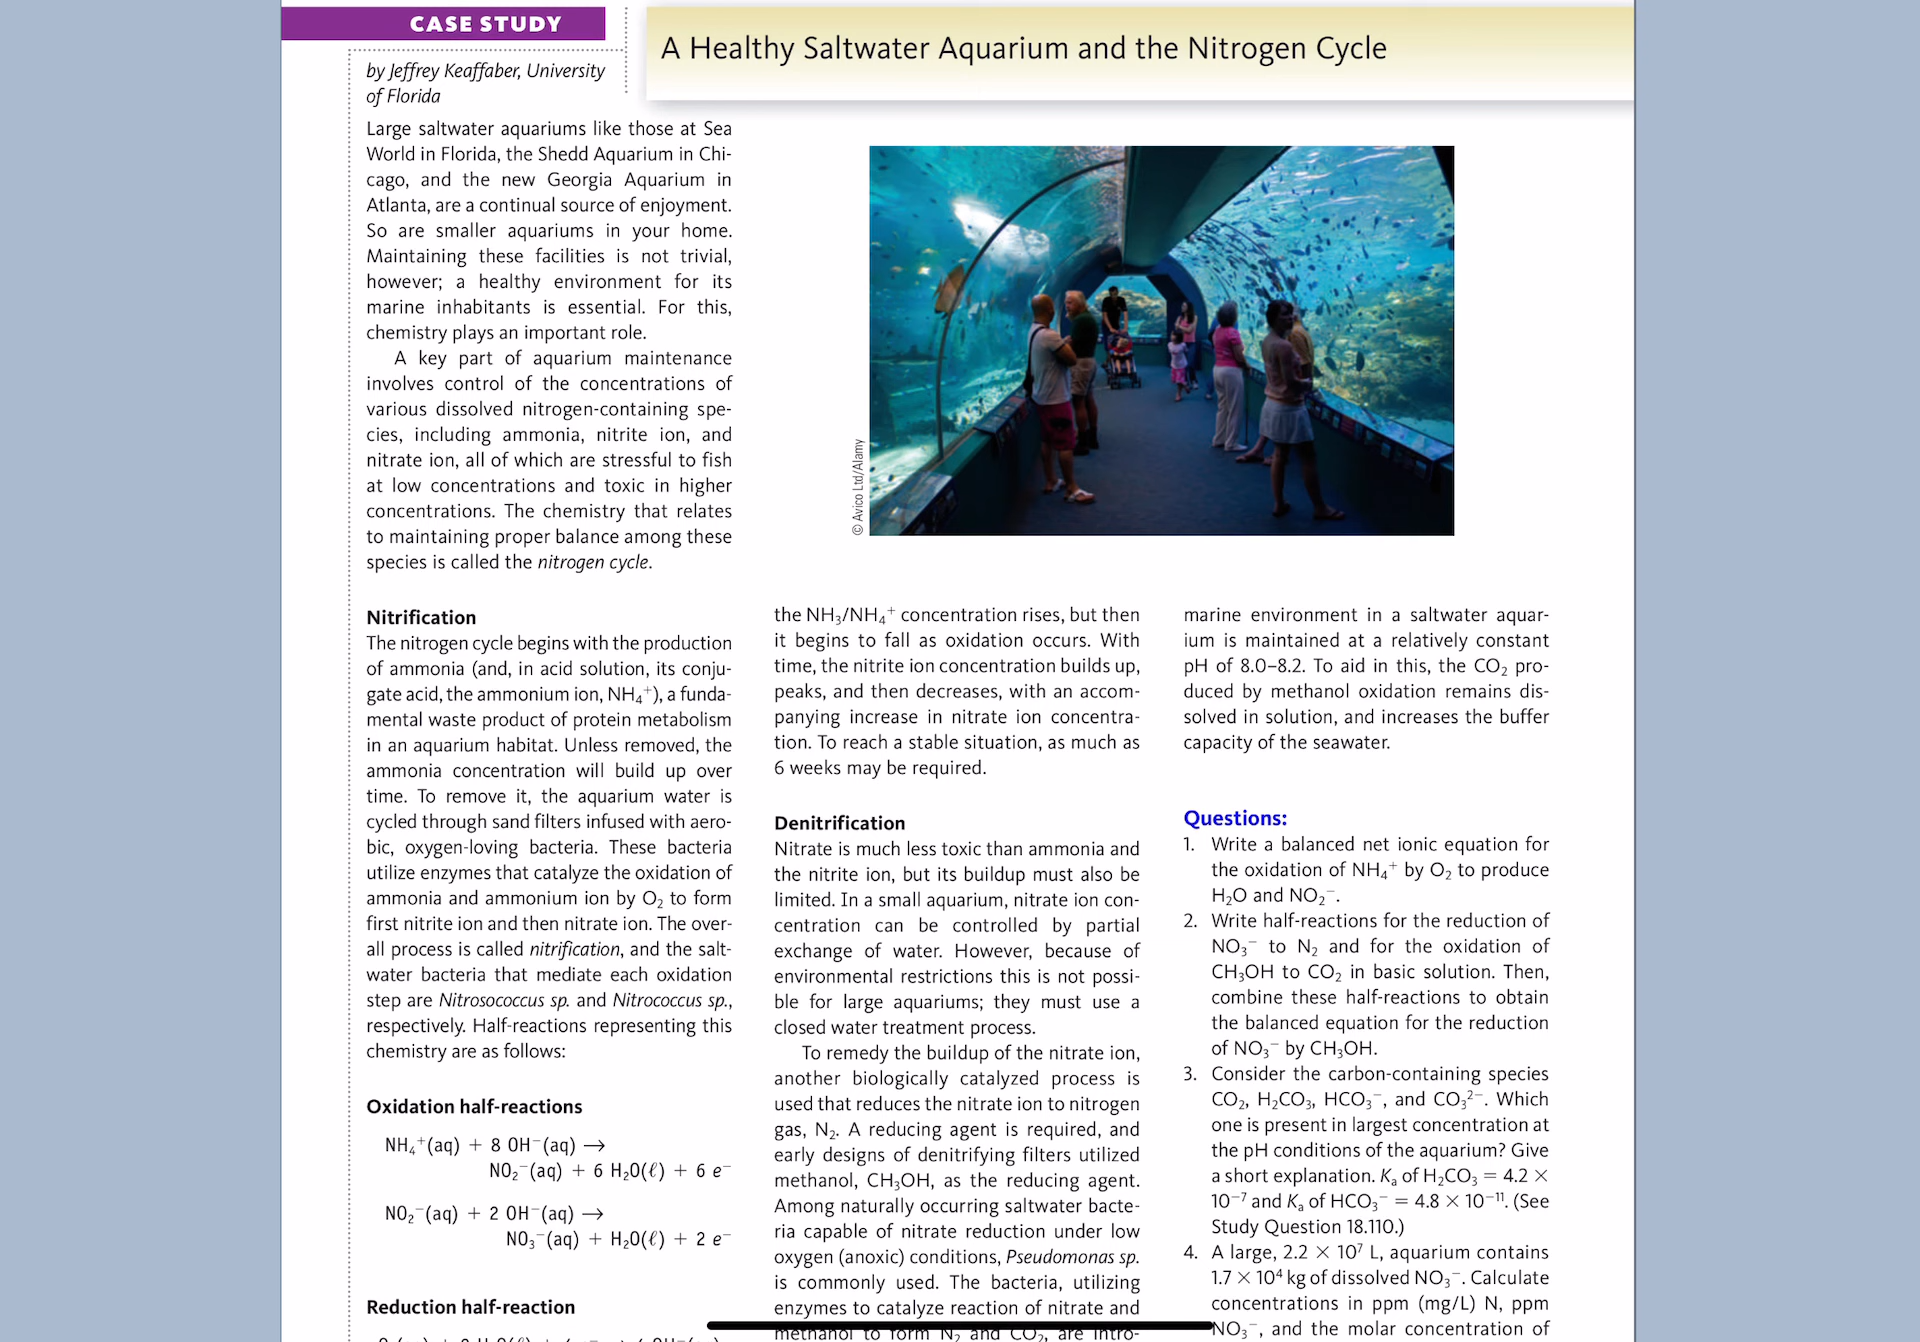 CASE STUDY
A Healthy Saltwater Aquarium and the Nitrogen Cycle
by Jeffrey Keaffaber, University
of Florida
Large saltwater aquariums like those at Sea
World in Florida, the Shedd Aquarium in Chi-
cago, and the new Georgia Aquarium in
Atlanta, are a continual source of enjoyment.
So are smaller aquariums in your home.
Maintaining these facilities is not trivial,
however; a healthy environment for its
marine inhabitants is essential. For this,
chemistry plays an important role.
A key part of aquarium maintenance
involves control of the concentrations of
various dissolved nitrogen-containing spe-
cies, including ammonia, nitrite ion, and
nitrate ion, all of which are stressful to fish
at low concentrations and toxic in higher
concentrations. The chemistry that relates
to maintaining proper balance among these
species is called the nitrogen cycle.
© Avico Ltd/Alamy
Nitrification
The nitrogen cycle begins with the production
of ammonia (and, in acid solution, its conju-
gate acid, the ammonium ion, NH₄⁺), a funda-
mental waste product of protein metabolism
in an aquarium habitat. Unless removed, the
ammonia concentration will build up over
time. To remove it, the aquarium water is
cycled through sand filters infused with aero-
bic, oxygen-loving bacteria. These bacteria
utilize enzymes that catalyze the oxidation of
ammonia and ammonium ion by O₂ to form
first nitrite ion and then nitrate ion. The over-
all process is called nitrification, and the salt-
water bacteria that mediate each oxidation
step are Nitrosococcus sp. and Nitrococcus sp.,
respectively. Half-reactions representing this
chemistry are as follows:
Oxidation half-reactions
NH₄⁺(aq) + 8 OH⁻(aq) →
NO₂⁻(aq) + 6 H₂O(ℓ) + 6 e⁻
NO₂⁻(aq) + 2 OH⁻(aq) →
NO₃⁻(aq) + H₂O(ℓ) + 2 e⁻
Reduction half-reaction
the NH₃/NH₄⁺ concentration rises, but then
it begins to fall as oxidation occurs. With
time, the nitrite ion concentration builds up,
peaks, and then decreases, with an accom-
panying increase in nitrate ion concentra-
tion. To reach a stable situation, as much as
6 weeks may be required.
Denitrification
Nitrate is much less toxic than ammonia and
the nitrite ion, but its buildup must also be
limited. In a small aquarium, nitrate ion con-
centration can be controlled by partial
exchange of water. However, because of
environmental restrictions this is not possi-
ble for large aquariums; they must use a
closed water treatment process.
To remedy the buildup of the nitrate ion,
another biologically catalyzed process is
used that reduces the nitrate ion to nitrogen
gas, N₂. A reducing agent is required, and
early designs of denitrifying filters utilized
methanol, CH₃OH, as the reducing agent.
Among naturally occurring saltwater bacte-
ria capable of nitrate reduction under low
oxygen (anoxic) conditions, Pseudomonas sp.
is commonly used. The bacteria, utilizing
enzymes to catalyze reaction of nitrate and
methanol to form N₂ and CO₂, are intro-
marine environment in a saltwater aquar-
ium is maintained at a relatively constant
pH of 8.0–8.2. To aid in this, the CO₂ pro-
duced by methanol oxidation remains dis-
solved in solution, and increases the buffer
capacity of the seawater.
Questions:
1. Write a balanced net ionic equation for
the oxidation of NH₄⁺ by O₂ to produce
H₂O and NO₂⁻.
2. Write half-reactions for the reduction of
NO₃⁻ to N₂ and for the oxidation of
CH₃OH to CO₂ in basic solution. Then,
combine these half-reactions to obtain
the balanced equation for the reduction
of NO₃⁻ by CH₃OH.
3. Consider the carbon-containing species
CO₂, H₂CO₃, HCO₃⁻, and CO₃²⁻. Which
one is present in largest concentration at
the pH conditions of the aquarium? Give
a short explanation. Kₐ of H₂CO₃ = 4.2 ×
10⁻⁷ and Kₐ of HCO₃⁻ = 4.8 × 10⁻¹¹. (See
Study Question 18.110.)
4. A large, 2.2 × 10⁷ L, aquarium contains
1.7 × 10⁴ kg of dissolved NO₃⁻. Calculate
concentrations in ppm (mg/L) N, ppm
NO₃⁻, and the molar concentration of